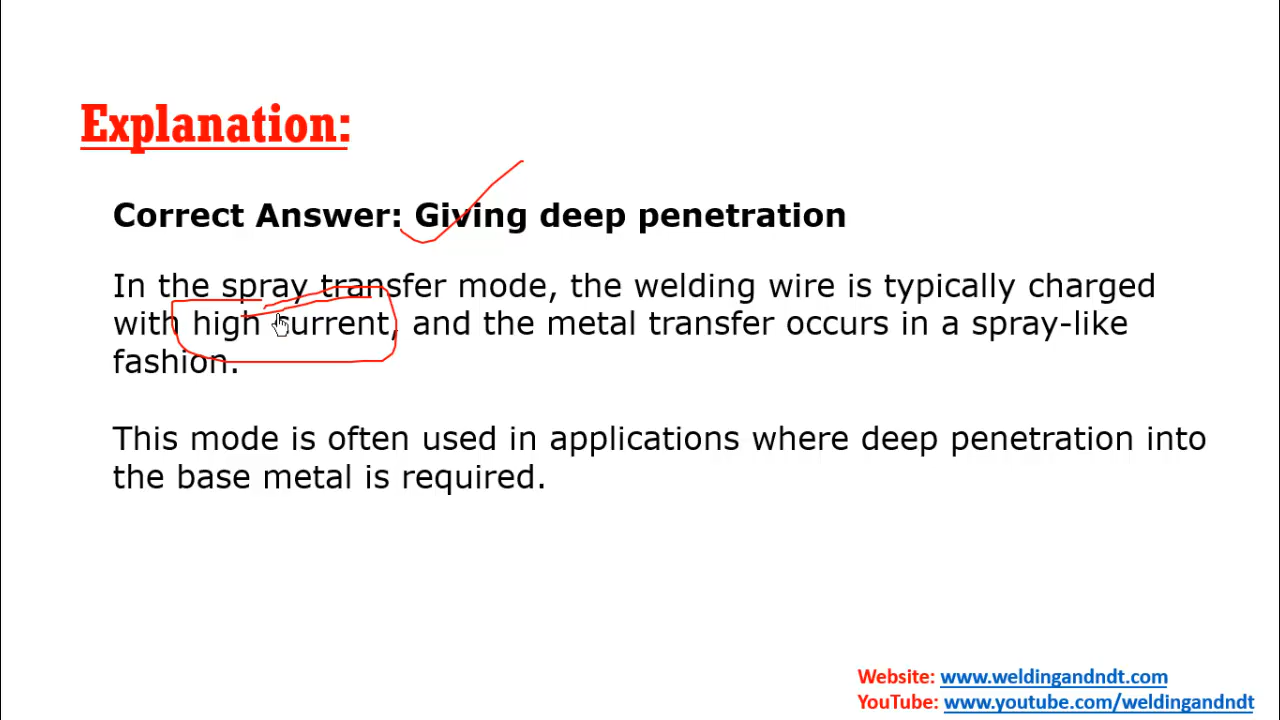 Explanation:
Correct Answer: Giving deep penetration
In the spray transfer mode, the welding wire is typically charged
with high current, and the metal transfer occurs in a spray-like
fashion.
This mode is often used in applications where deep penetration into
the base metal is required.
Website: www.weldingandndt.com
YouTube: www.youtube.com/weldingandndt